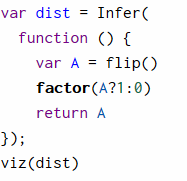 var dist = Infer(
  function () {
    var A = flip()
    factor(A?1:0)
    return A
});
viz(dist)